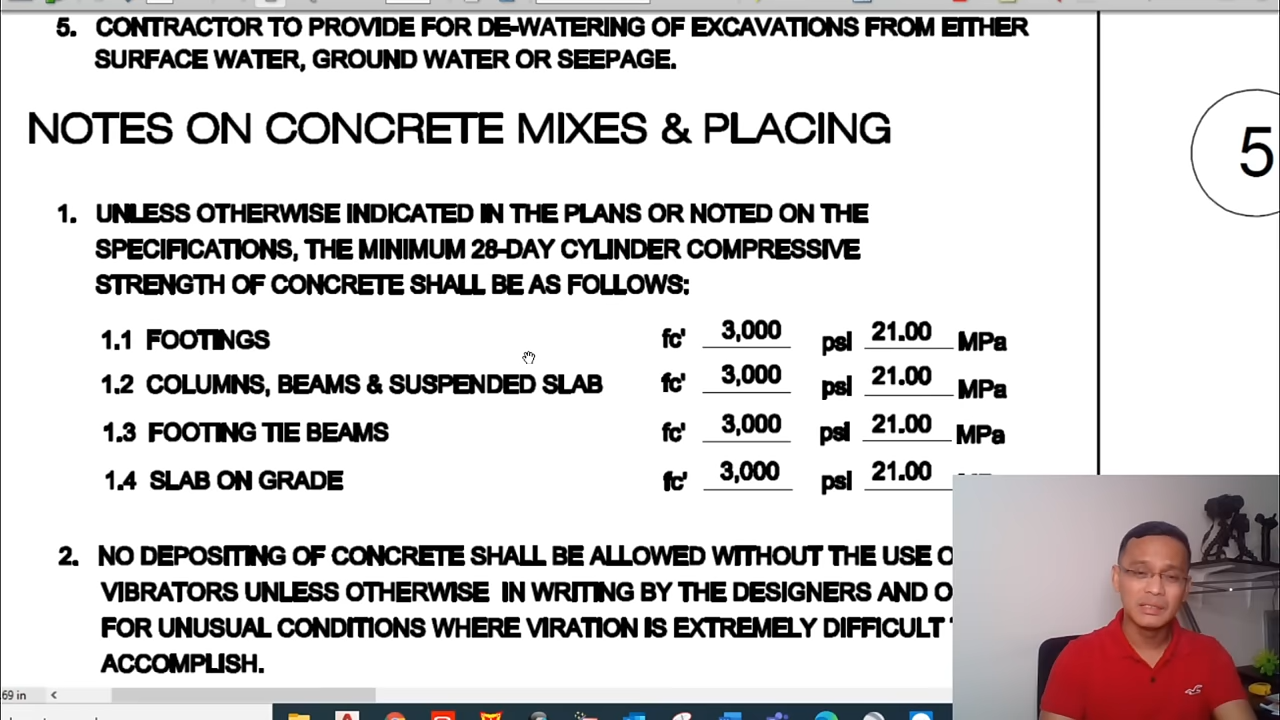 5. CONTRACTOR TO PROVIDE FOR DE-WATERING OF EXCAVATIONS FROM EITHER
SURFACE WATER, GROUND WATER OR SEEPAGE.
NOTES ON CONCRETE MIXES & PLACING
5
1. UNLESS OTHERWISE INDICATED IN THE PLANS OR NOTED ON THE
SPECIFICATIONS, THE MINIMUM 28-DAY CYLINDER COMPRESSIVE
STRENGTH OF CONCRETE SHALL BE AS FOLLOWS:
1.1 FOOTINGS fc' 3,000 psi 21.00 MPa
1.2 COLUMNS, BEAMS & SUSPENDED SLAB fc' 3,000 psi 21.00 MPa
1.3 FOOTING TIE BEAMS fc' 3,000 psi 21.00 MPa
1.4 SLAB ON GRADE fc' 3,000 psi 21.00
2. NO DEPOSITING OF CONCRETE SHALL BE ALLOWED WITHOUT THE USE
VIBRATORS UNLESS OTHERWISE IN WRITING BY THE DESIGNERS AND
FOR UNUSUAL CONDITIONS WHERE VIRATION IS EXTREMELY DIFFICULT
ACCOMPLISH.
.69 in